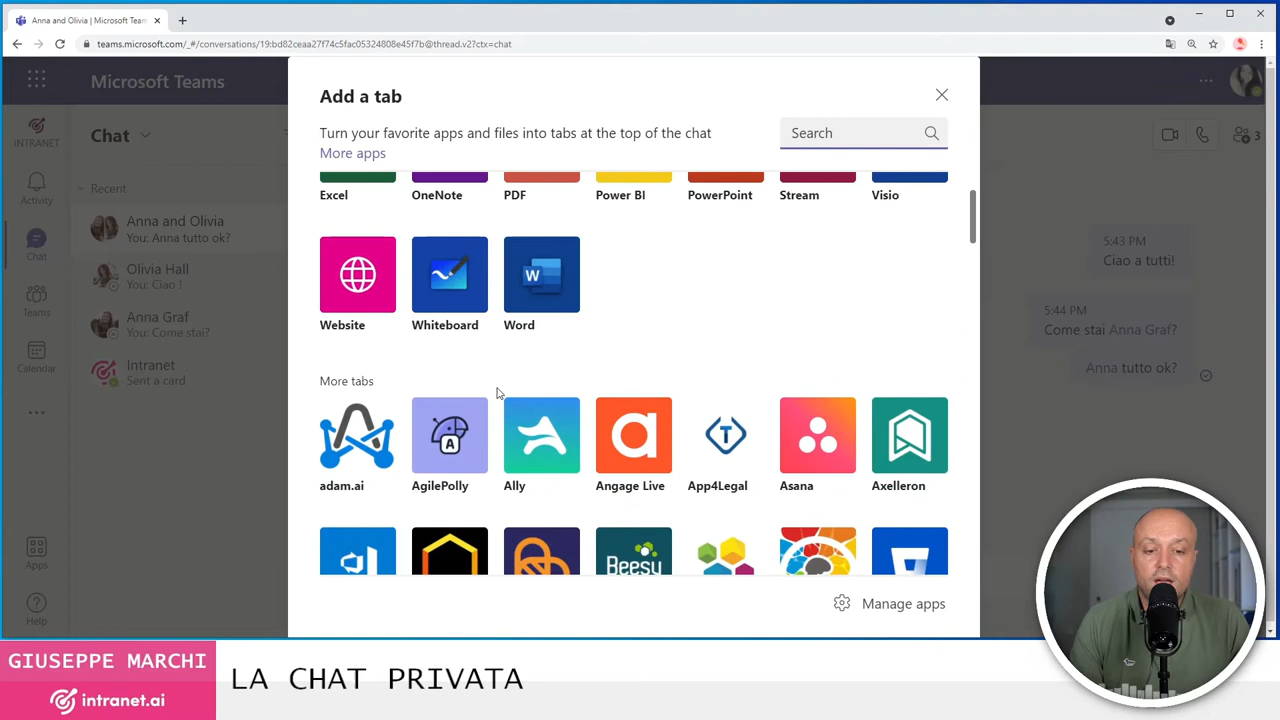 Anna and Olivia | Microsoft Team
teams.microsoft.com/_#/conversations/19:bd82ceaa27f74c5fac05324808e45f7b@thread.v2?ctx=chat
Microsoft Teams
INTRANET
Activity
Chat
Teams
Calendar
Apps
Help
Chat
Recent
Anna and Olivia
You: Anna tutto ok?
Olivia Hall
You: Ciao !
Anna Graf
You: Come stai?
Intranet
Sent a card
Add a tab
Turn your favorite apps and files into tabs at the top of the chat
More apps
Search
Excel OneNote PDF Power BI PowerPoint Stream Visio
W
Website Whiteboard Word
More tabs
A a T
adam.ai AgilePolly Ally Angage Live App4Legal Asana Axelleron
Beesy
Manage apps
3
5:43 PM
Ciao a tutti!
5:44 PM
Come stai Anna Graf?
Anna tutto ok?
GIUSEPPE MARCHI
intranet.ai
LA CHAT PRIVATA